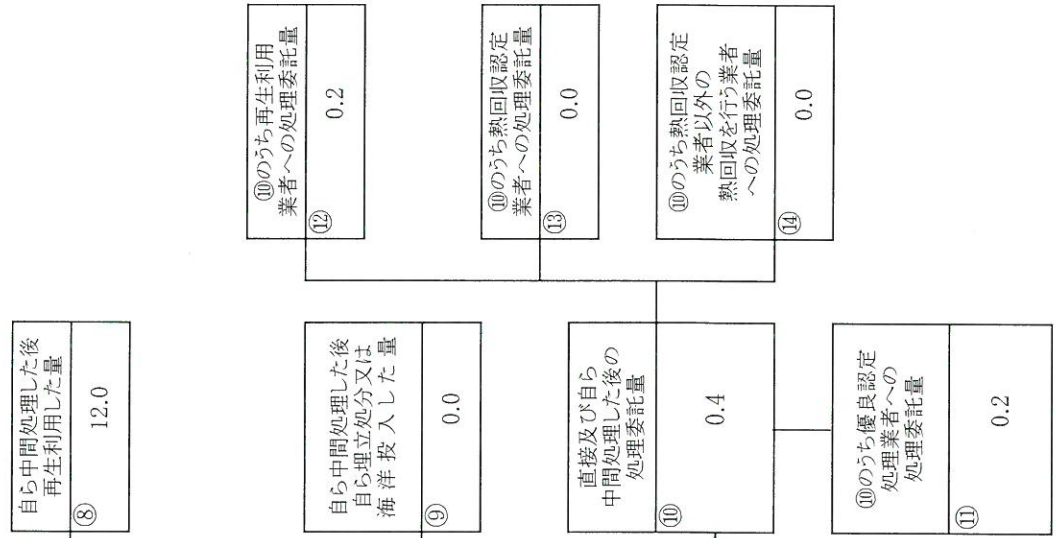 自ら中間処理した後
再生利用した量
⑧
12.0
自ら中間処理した後
自ら埋立処分又は
海洋投入した量
⑨
0.0
直接及び自ら
中間処理した後の
処理委託量
⑩
0.4
⑩のうち優良認定
処理業者への
処理委託量
⑪
0.2
⑩のうち再生利用
業者への処理委託量
⑫
0.2
⑩のうち熱回収認定
業者への処理委託量
⑬
0.0
⑩のうち熱回収認定
業者以外の
熱回収を行う業者
への処理委託量
⑭
0.0